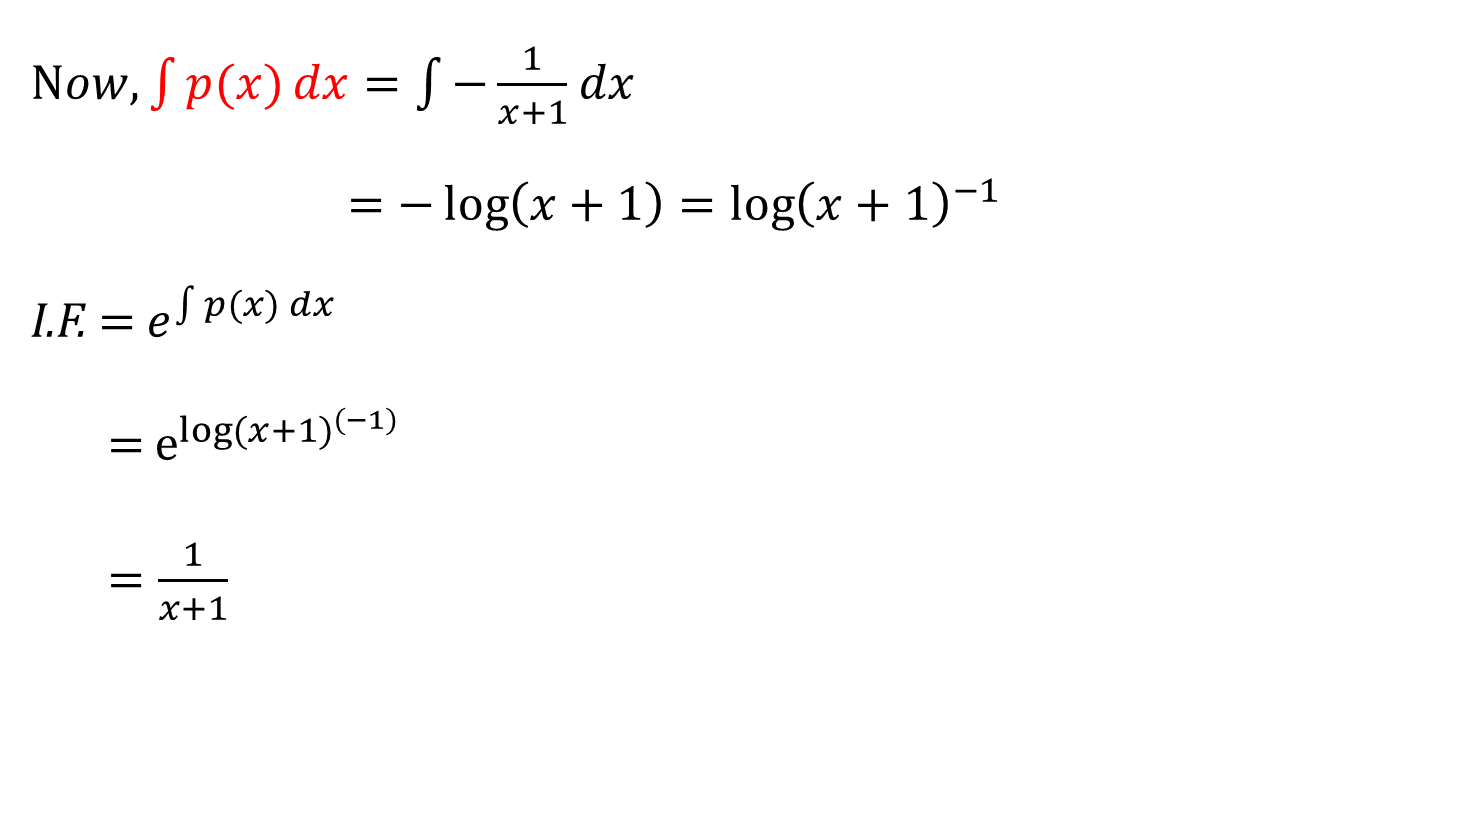 Now, ∫ p(x) dx = ∫ − 1/(x+1) dx
= − log(x + 1) = log(x + 1)⁻¹
I.F. = e^(∫ p(x) dx)
= e^(log(x+1)^(−1))
= 1/(x+1)